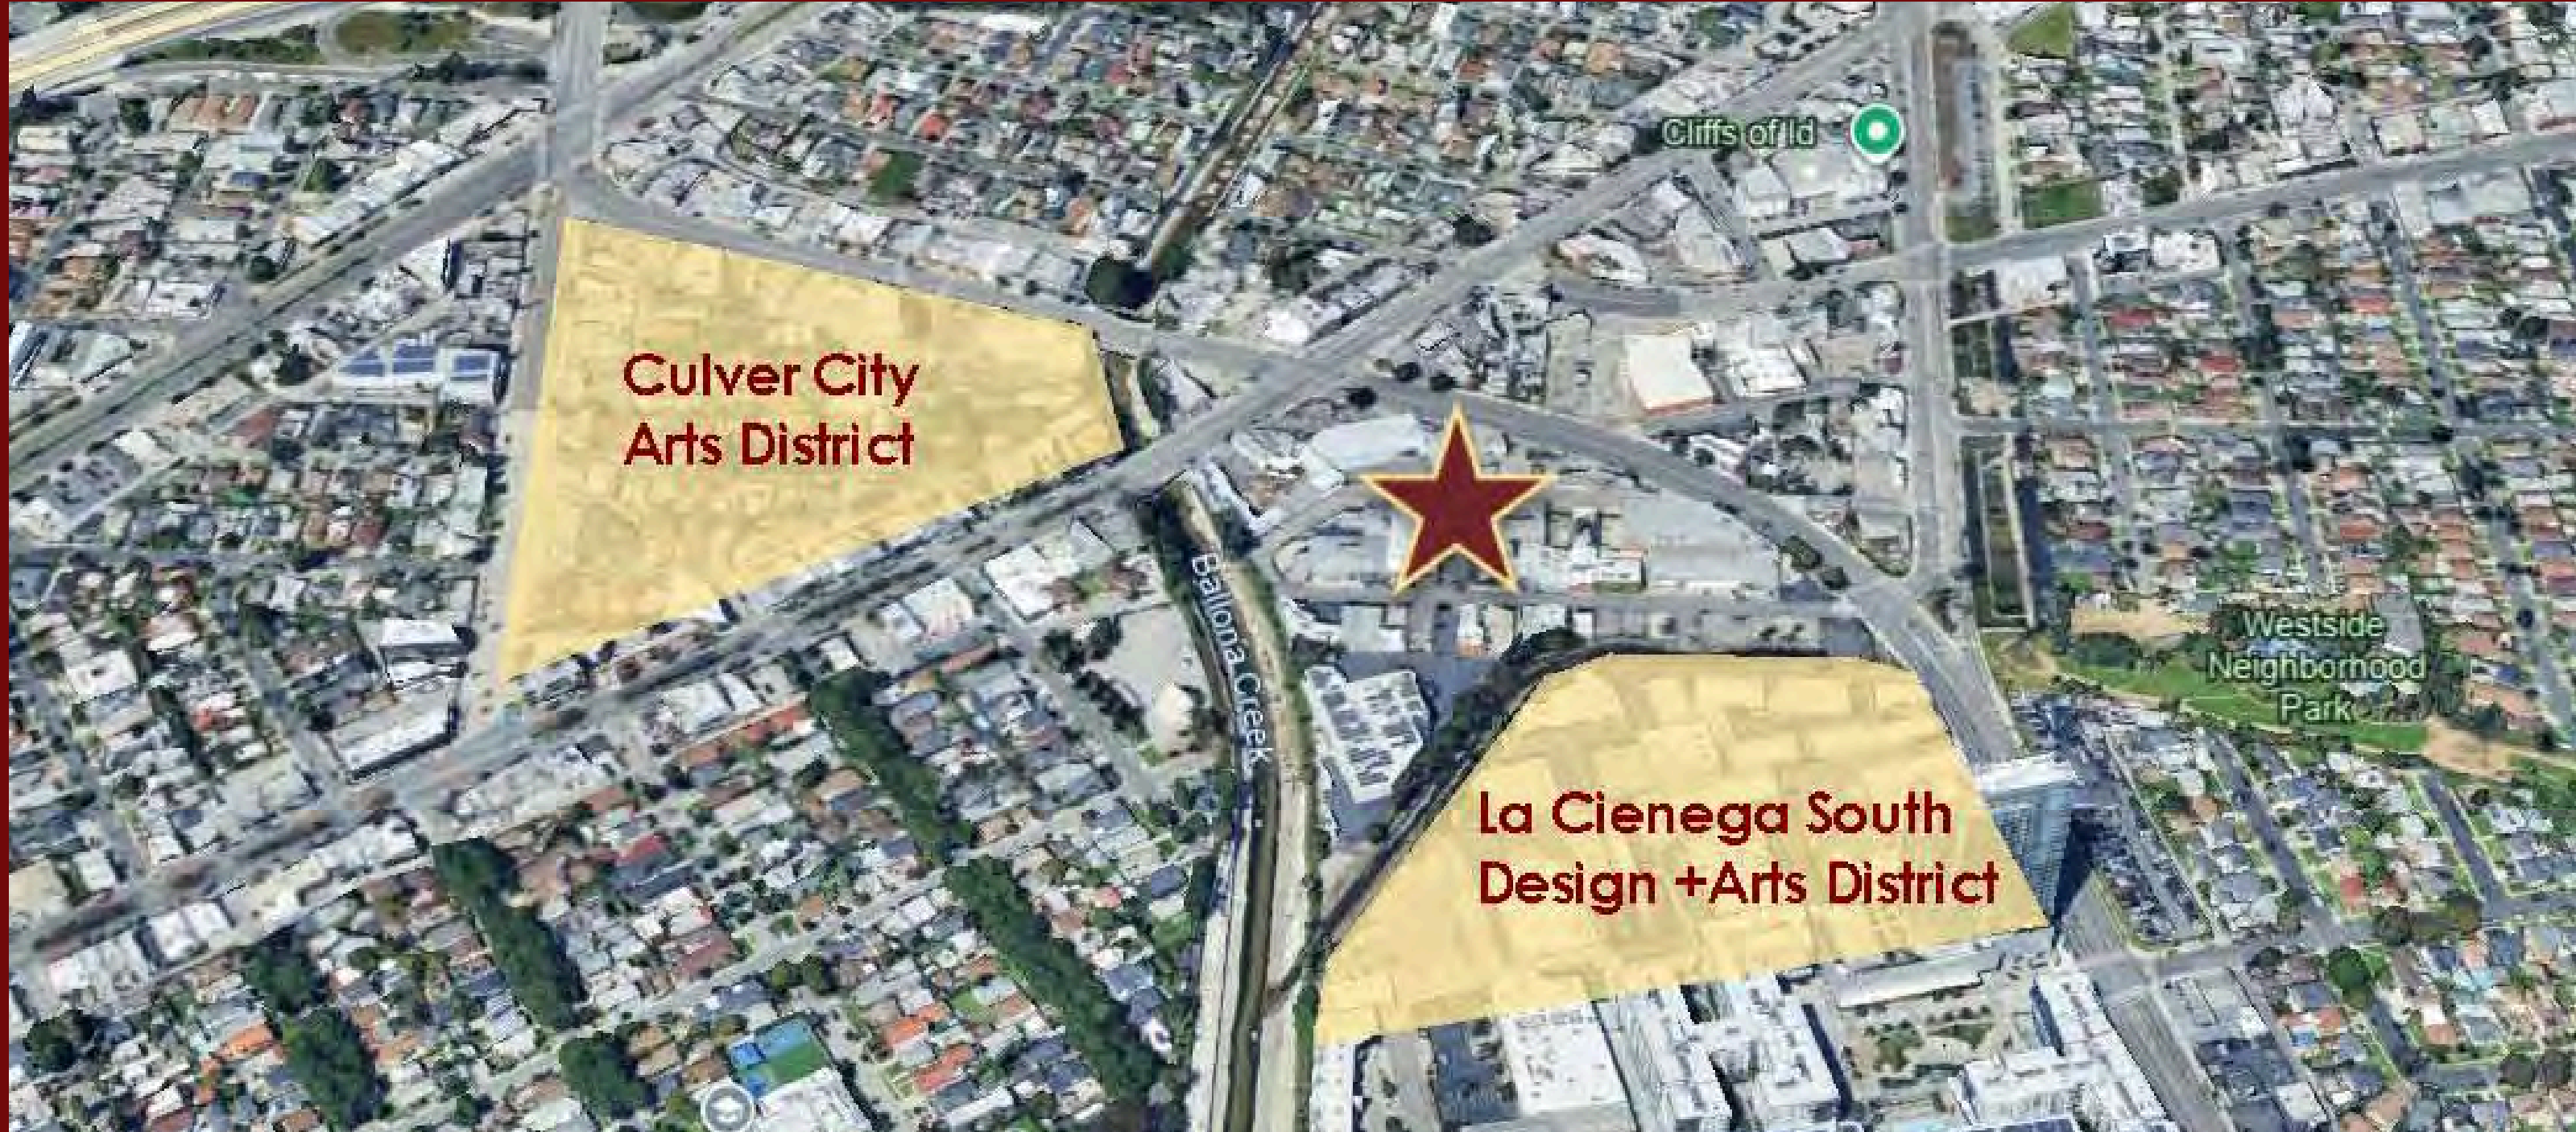 Cliffs of Id
Culver City
Arts District
Ballona Creek
Westside
Neighborhood
Park
La Cienega South
Design +Arts District